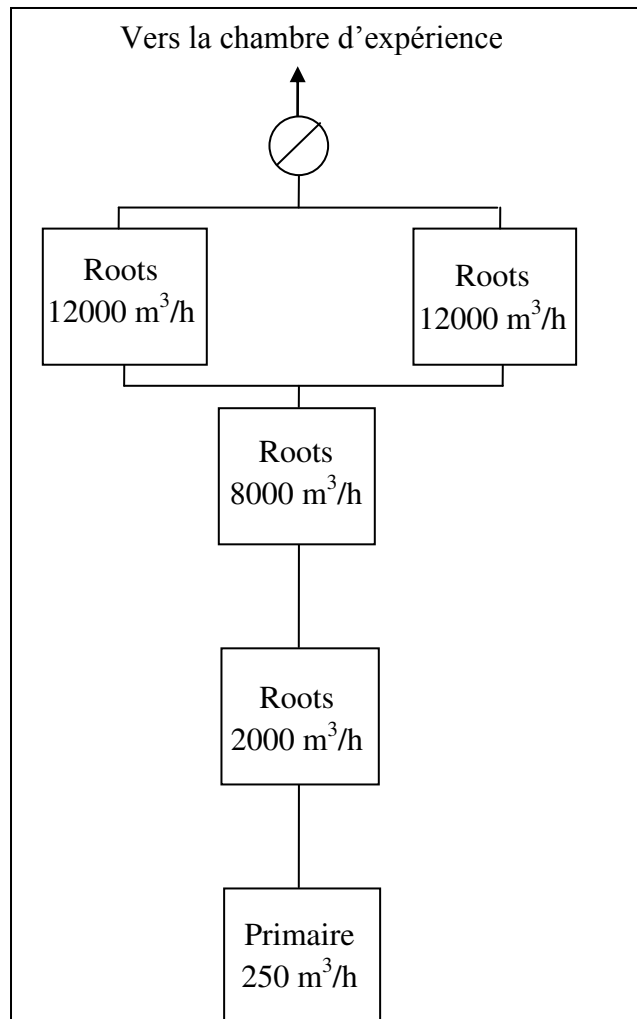 Vers la chambre d’expérience
Roots
12000 m³/h
Roots
12000 m³/h
Roots
8000 m³/h
Roots
2000 m³/h
Primaire
250 m³/h